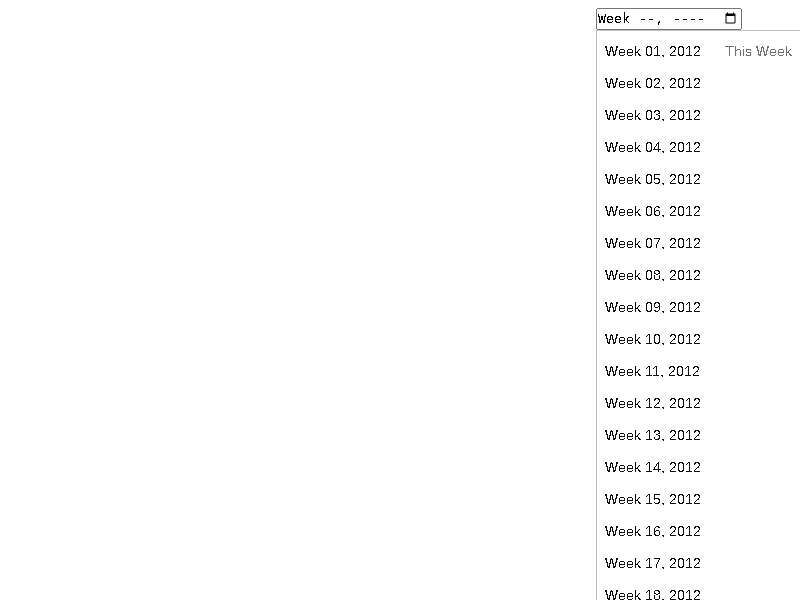 Week --, ----
Week 01, 2012 This Week
Week 02, 2012
Week 03, 2012
Week 04, 2012
Week 05, 2012
Week 06, 2012
Week 07, 2012
Week 08, 2012
Week 09, 2012
Week 10, 2012
Week 11, 2012
Week 12, 2012
Week 13, 2012
Week 14, 2012
Week 15, 2012
Week 16, 2012
Week 17, 2012
Week 18, 2012